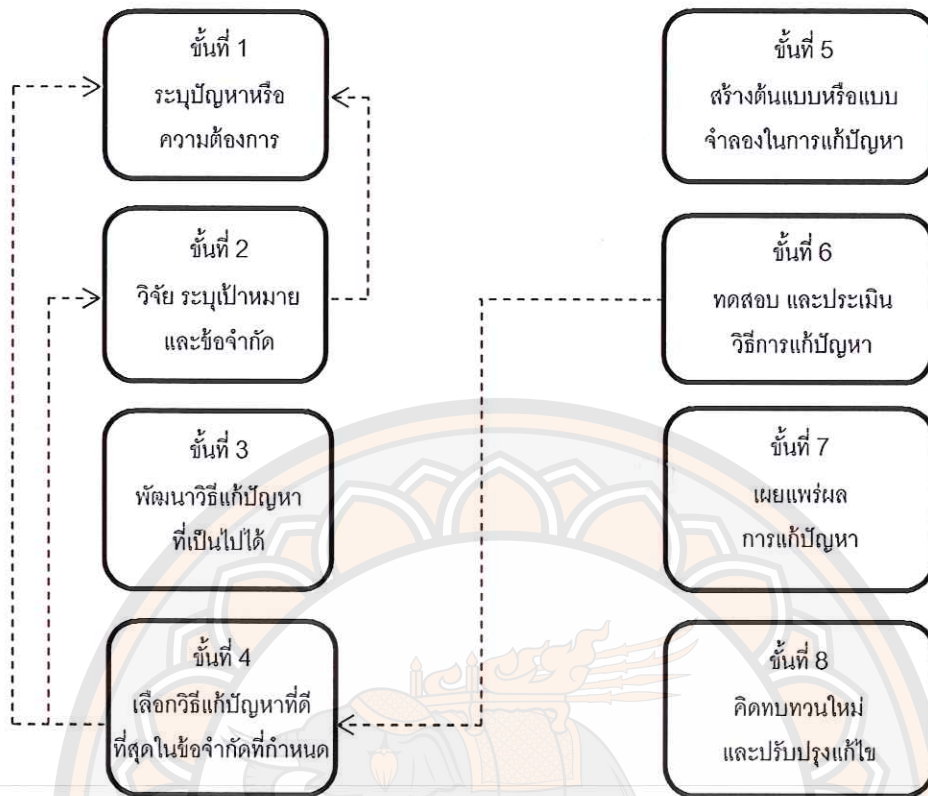 ขั้นที่ 1
ระบุปัญหาหรือ
ความต้องการ
ขั้นที่ 2
วิจัย ระบุเป้าหมาย
และข้อจำกัด
ขั้นที่ 3
พัฒนาวิธีแก้ปัญหา
ที่เป็นไปได้
ขั้นที่ 4
เลือกวิธีแก้ปัญหาที่ดี
ที่สุดในข้อจำกัดที่กำหนด
ขั้นที่ 5
สร้างต้นแบบหรือแบบ
จำลองในการแก้ปัญหา
ขั้นที่ 6
ทดสอบ และประเมิน
วิธีการแก้ปัญหา
ขั้นที่ 7
เผยแพร่ผล
การแก้ปัญหา
ขั้นที่ 8
คิดทบทวนใหม่
และปรับปรุงแก้ไข